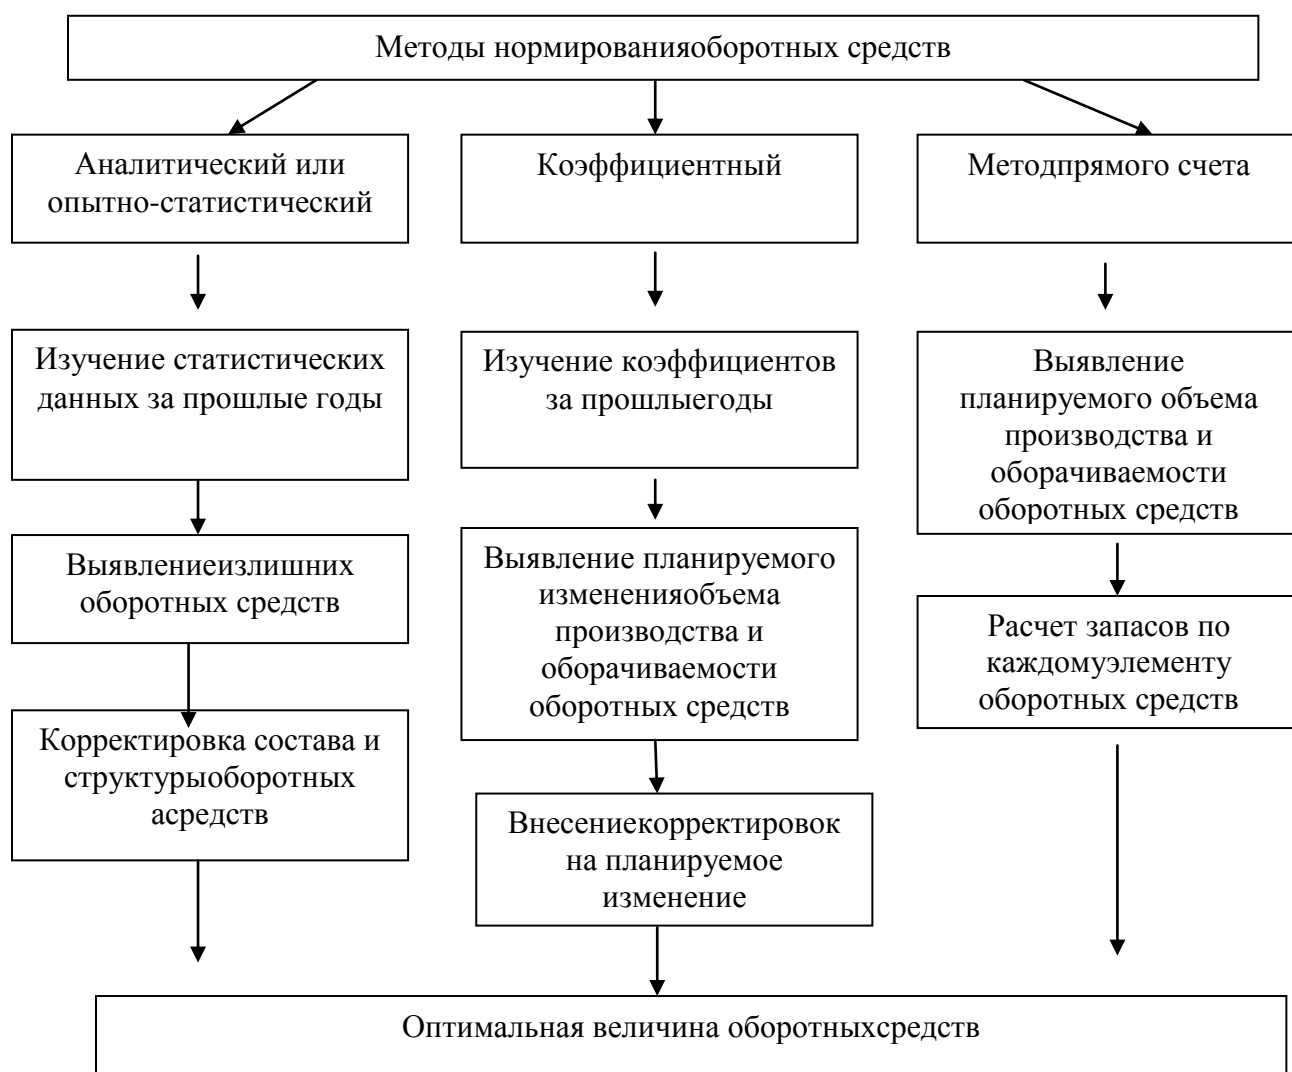 Методы нормированияоборотных средств
Аналитический или
опытно-статистический
Коэффициентный
Методпрямого счета
Изучение статистических
данных за прошлые годы
Изучение коэффициентов
за прошлыегоды
Выявление
планируемого объема
производства и
оборачиваемости
оборотных средств
Выявлениеизлишних
оборотных средств
Выявление планируемого
измененияобъема
производства и
оборачиваемости
оборотных средств
Расчет запасов по
каждомуэлементу
оборотных средств
Корректировка состава и
структурыоборотных
асредств
Внесениекорректировок
на планируемое
изменение
Оптимальная величина оборотныхсредств